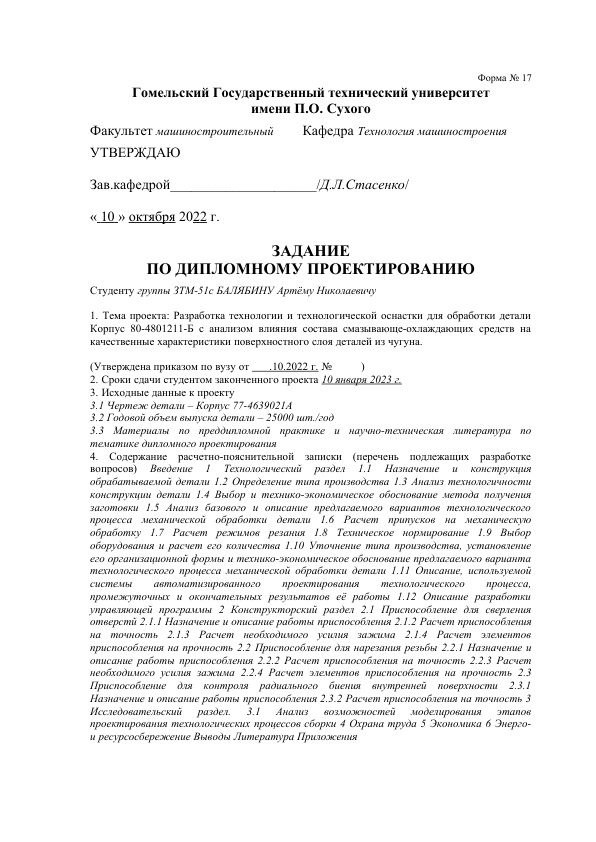 Форма № 17
Гомельский Государственный технический университет
имени П.О. Сухого
Факультет машиностроительный Кафедра Технология машиностроения
УТВЕРЖДАЮ
Зав.кафедрой_____________________/Д.Л.Стасенко/
« 10 » октября 2022 г.
ЗАДАНИЕ
ПО ДИПЛОМНОМУ ПРОЕКТИРОВАНИЮ
Студенту группы ЗТМ-51с БАЛЯБИНУ Артёму Николаевичу
1. Тема проекта: Разработка технологии и технологической оснастки для обработки детали
Корпус 80-4801211-Б с анализом влияния состава смазывающе-охлаждающих средств на
качественные характеристики поверхностного слоя деталей из чугуна.
(Утверждена приказом по вузу от ___.10.2022 г. № )
2. Сроки сдачи студентом законченного проекта 10 января 2023 г.
3. Исходные данные к проекту
3.1 Чертеж детали – Корпус 77-4639021А
3.2 Годовой объем выпуска детали – 25000 шт./год
3.3 Материалы по преддипломной практике и научно-техническая литература по
тематике дипломного проектирования
4. Содержание расчетно-пояснительной записки (перечень подлежащих разработке
вопросов) Введение 1 Технологический раздел 1.1 Назначение и конструкция
обрабатываемой детали 1.2 Определение типа производства 1.3 Анализ технологичности
конструкции детали 1.4 Выбор и технико-экономическое обоснование метода получения
заготовки 1.5 Анализ базового и описание предлагаемого вариантов технологического
процесса механической обработки детали 1.6 Расчет припусков на механическую
обработку 1.7 Расчет режимов резания 1.8 Техническое нормирование 1.9 Выбор
оборудования и расчет его количества 1.10 Уточнение типа производства, установление
его организационной формы и технико-экономическое обоснование предлагаемого варианта
технологического процесса механической обработки детали 1.11 Описание, используемой
системы автоматизированного проектирования технологического процесса,
промежуточных и окончательных результатов её работы 1.12 Описание разработки
управляющей программы 2 Конструкторский раздел 2.1 Приспособление для сверления
отверстй 2.1.1 Назначение и описание работы приспособления 2.1.2 Расчет приспособления
на точность 2.1.3 Расчет необходимого усилия зажима 2.1.4 Расчет элементов
приспособления на прочность 2.2 Приспособление для нарезания резьбы 2.2.1 Назначение и
описание работы приспособления 2.2.2 Расчет приспособления на точность 2.2.3 Расчет
необходимого усилия зажима 2.2.4 Расчет элементов приспособления на прочность 2.3
Приспособление для контроля радиального биения внутренней поверхности 2.3.1
Назначение и описание работы приспособления 2.3.2 Расчет приспособления на точность 3
Исследовательский раздел. 3.1 Анализ возможностей моделирования этапов
проектирования технологических процессов сборки 4 Охрана труда 5 Экономика 6 Энерго-
и ресурсосбережение Выводы Литература Приложения